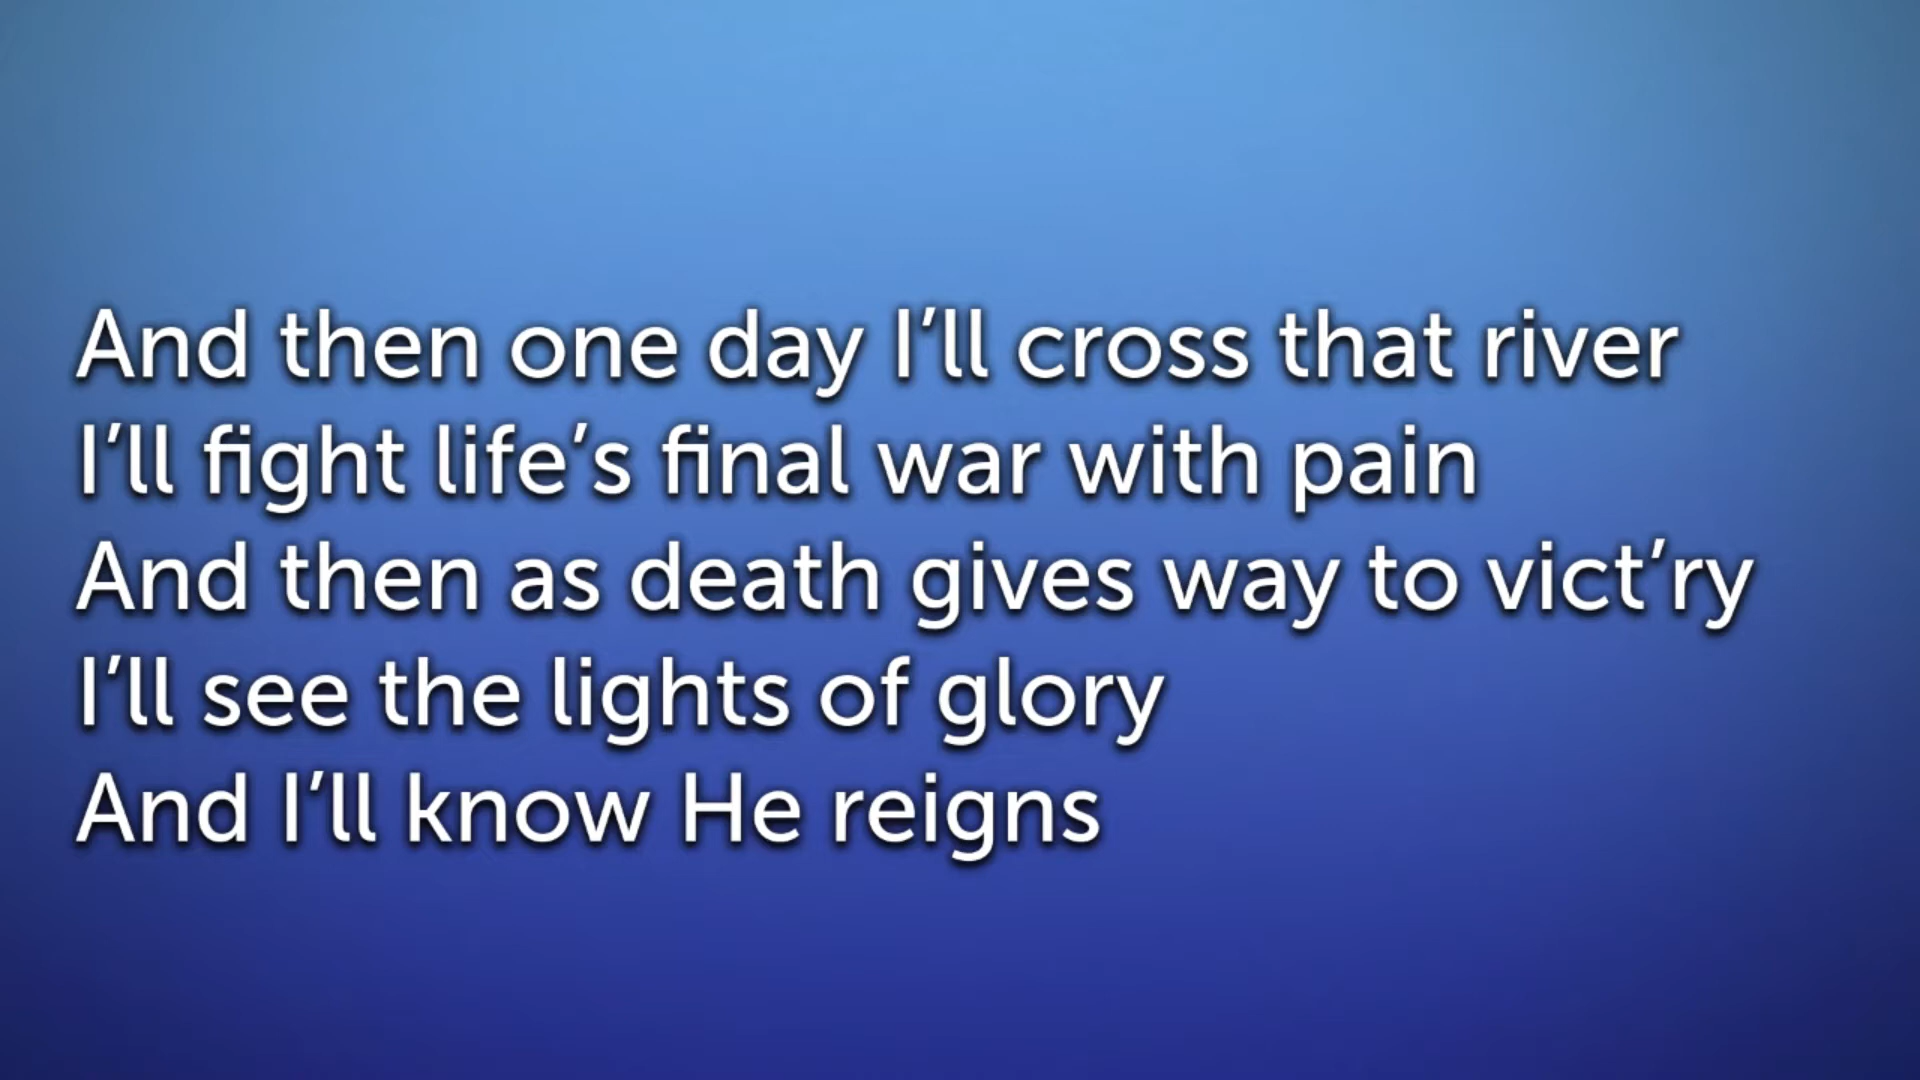 And then one day I’ll cross that river
I’ll fight life’s final war with pain
And then as death gives way to vict’ry
I’ll see the lights of glory
And I’ll know He reigns